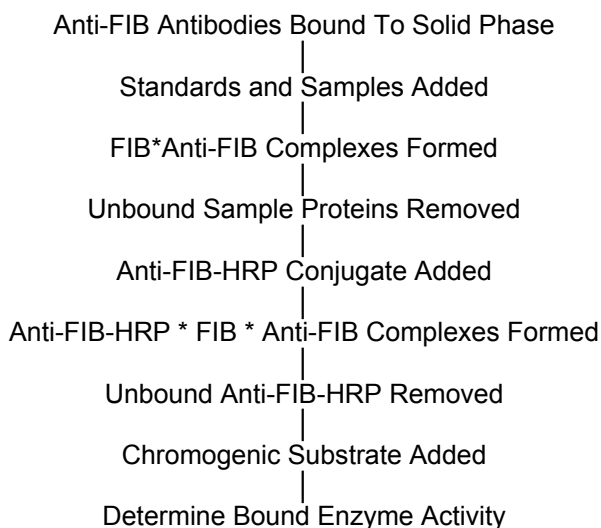 Anti-FIB Antibodies Bound To Solid Phase
Standards and Samples Added
FIB*Anti-FIB Complexes Formed
Unbound Sample Proteins Removed
Anti-FIB-HRP Conjugate Added
Anti-FIB-HRP * FIB * Anti-FIB Complexes Formed
Unbound Anti-FIB-HRP Removed
Chromogenic Substrate Added
Determine Bound Enzyme Activity